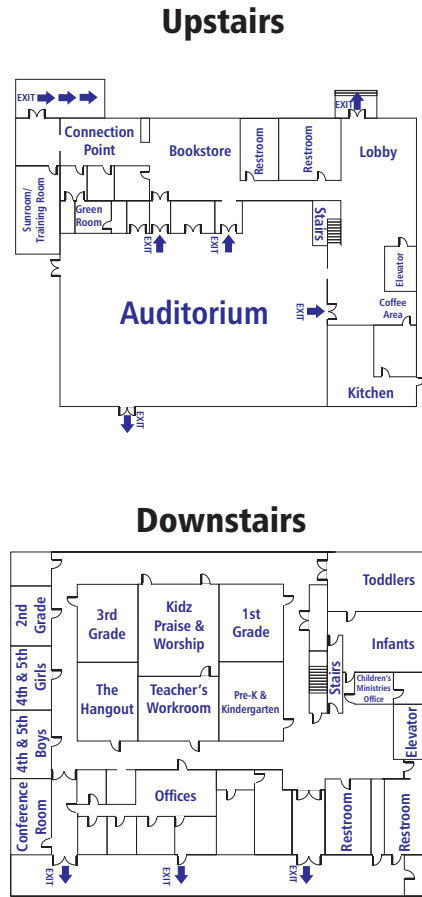 Upstairs
EXIT
EXIT
Connection
Point
Bookstore
Restroom
Restroom
Lobby
Sunroom/
Training Room
Green
Room
Stairs
EXIT
EXIT
Elevator
Auditorium
EXIT
Coffee
Area
Kitchen
EXIT
Downstairs
Toddlers
2nd
Grade
3rd
Grade
Kidz
Praise &
Worship
1st
Grade
Infants
4th & 5th
Girls
The
Hangout
Teacher's
Workroom
Pre-K &
Kindergarten
Stairs
Children's
Ministries
Office
4th & 5th
Boys
Elevator
Conference
Room
Offices
Restroom
Restroom
EXIT
EXIT
EXIT